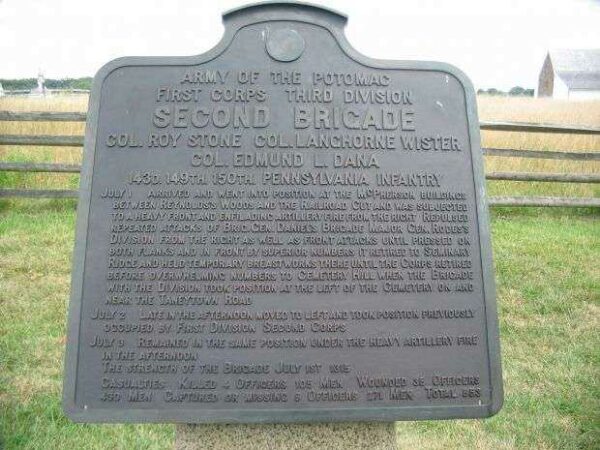 ARMY OF THE POTOMAC
FIRST CORPS THIRD DIVISION
SECOND BRIGADE
COL. ROY STONE COL. LANGHORNE WISTER
COL. EDMUND L. DANA
143D. 149TH. 150TH. PENNSYLVANIA INFANTRY
JULY 1 ARRIVED AND WENT INTO POSITION AT THE MCPHERSON BUILDINGS
BETWEEN REYNOLDS'S WOODS AND THE RAILROAD CUT AND WAS SUBJECTED
TO A HEAVY FRONT AND ENFILADING ARTILLERY FIRE FROM THE RIGHT REPULSED
REPEATED ATTACKS OF BRIG. GEN. DANIEL'S BRIGADE MAJOR GEN. RODES'S
DIVISION FROM THE RIGHT AS WELL AS FRONT ATTACKS UNTIL PRESSED ON
BOTH FLANKS AND IN FRONT BY SUPERIOR NUMBERS IT RETIRED TO SEMINARY
RIDGE AND HELD TEMPORARY BREASTWORKS THERE UNTIL THE CORPS RETIRED
BEFORE OVERWHELMING NUMBERS TO CEMETERY HILL WHEN THE BRIGADE
WITH THE DIVISION TOOK POSITION AT THE LEFT OF THE CEMETERY ON AND
NEAR THE TANEYTOWN ROAD
JULY 2 LATE IN THE AFTERNOON MOVED TO LEFT AND TOOK POSITION PREVIOUSLY
OCCUPIED BY FIRST DIVISION SECOND CORPS
JULY 3 REMAINED IN THE SAME POSITION UNDER THE HEAVY ARTILLERY FIRE
IN THE AFTERNOON
THE STRENGTH OF THE BRIGADE JULY 1ST 1315
CASUALTIES KILLED 4 OFFICERS 105 MEN WOUNDED 35 OFFICERS
430 MEN CAPTURED OR MISSING 8 OFFICERS 271 MEN TOTAL 853